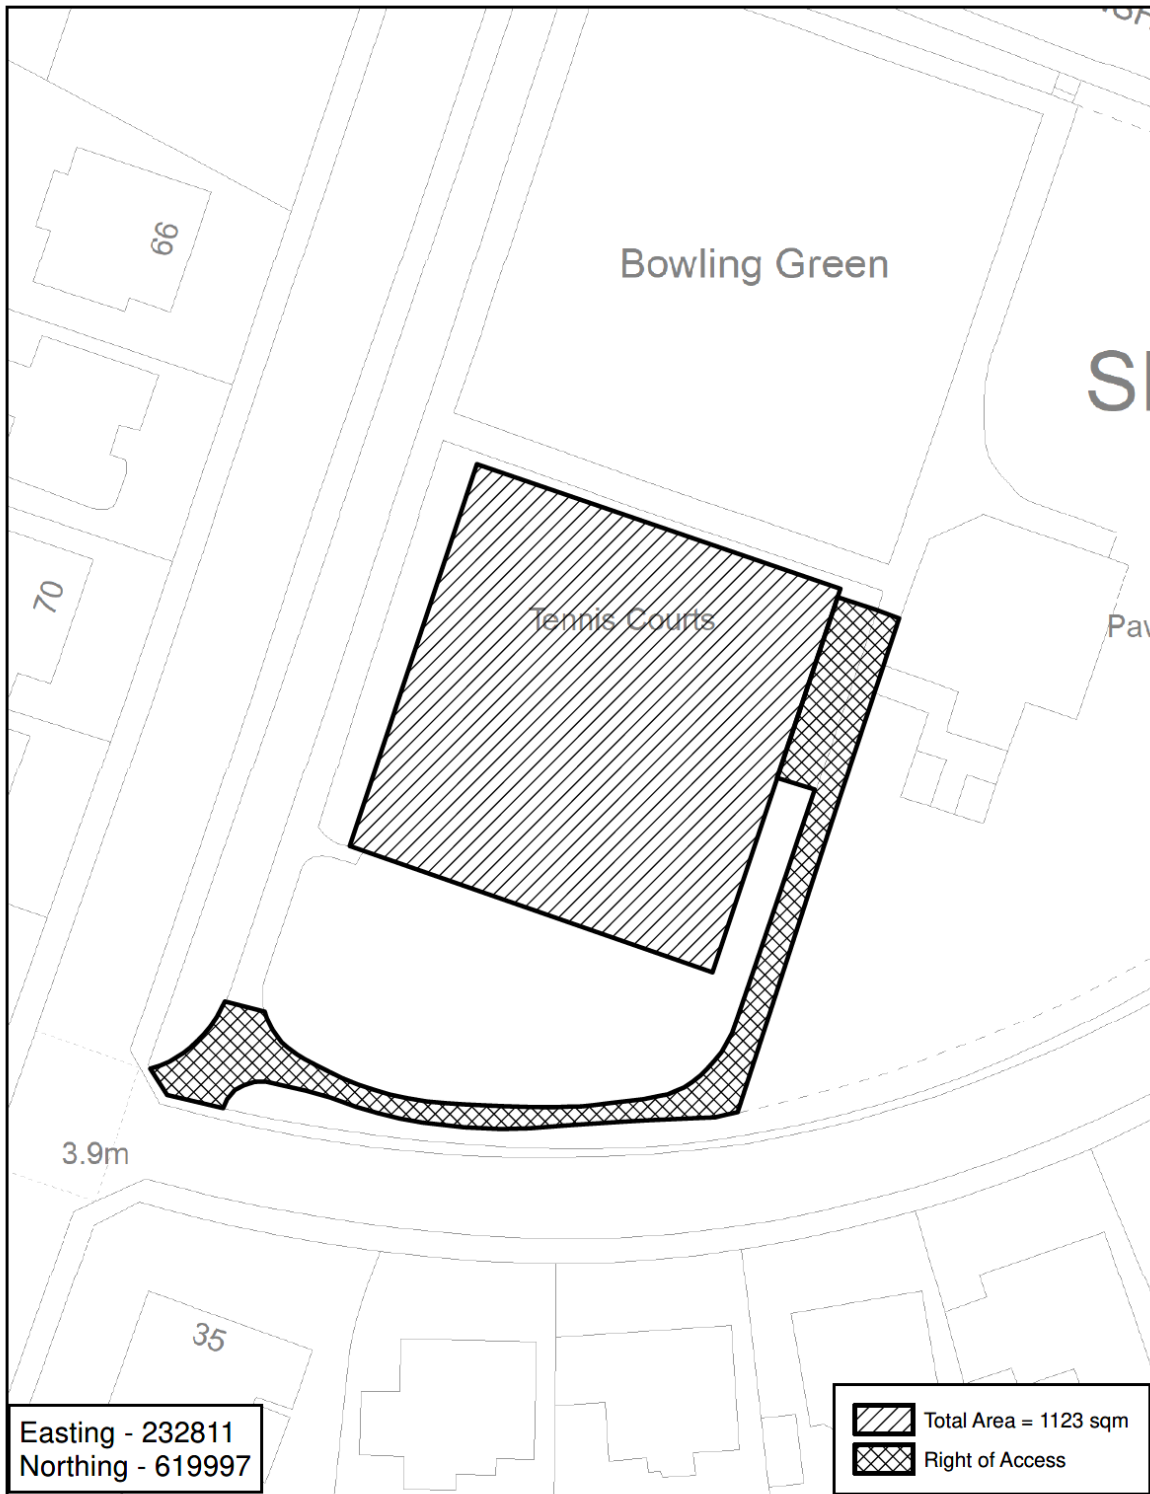 66
Bowling Green
70
Tennis Courts
3.9m
35
Easting - 232811
Northing - 619997
Total Area = 1123 sqm
Right of Access